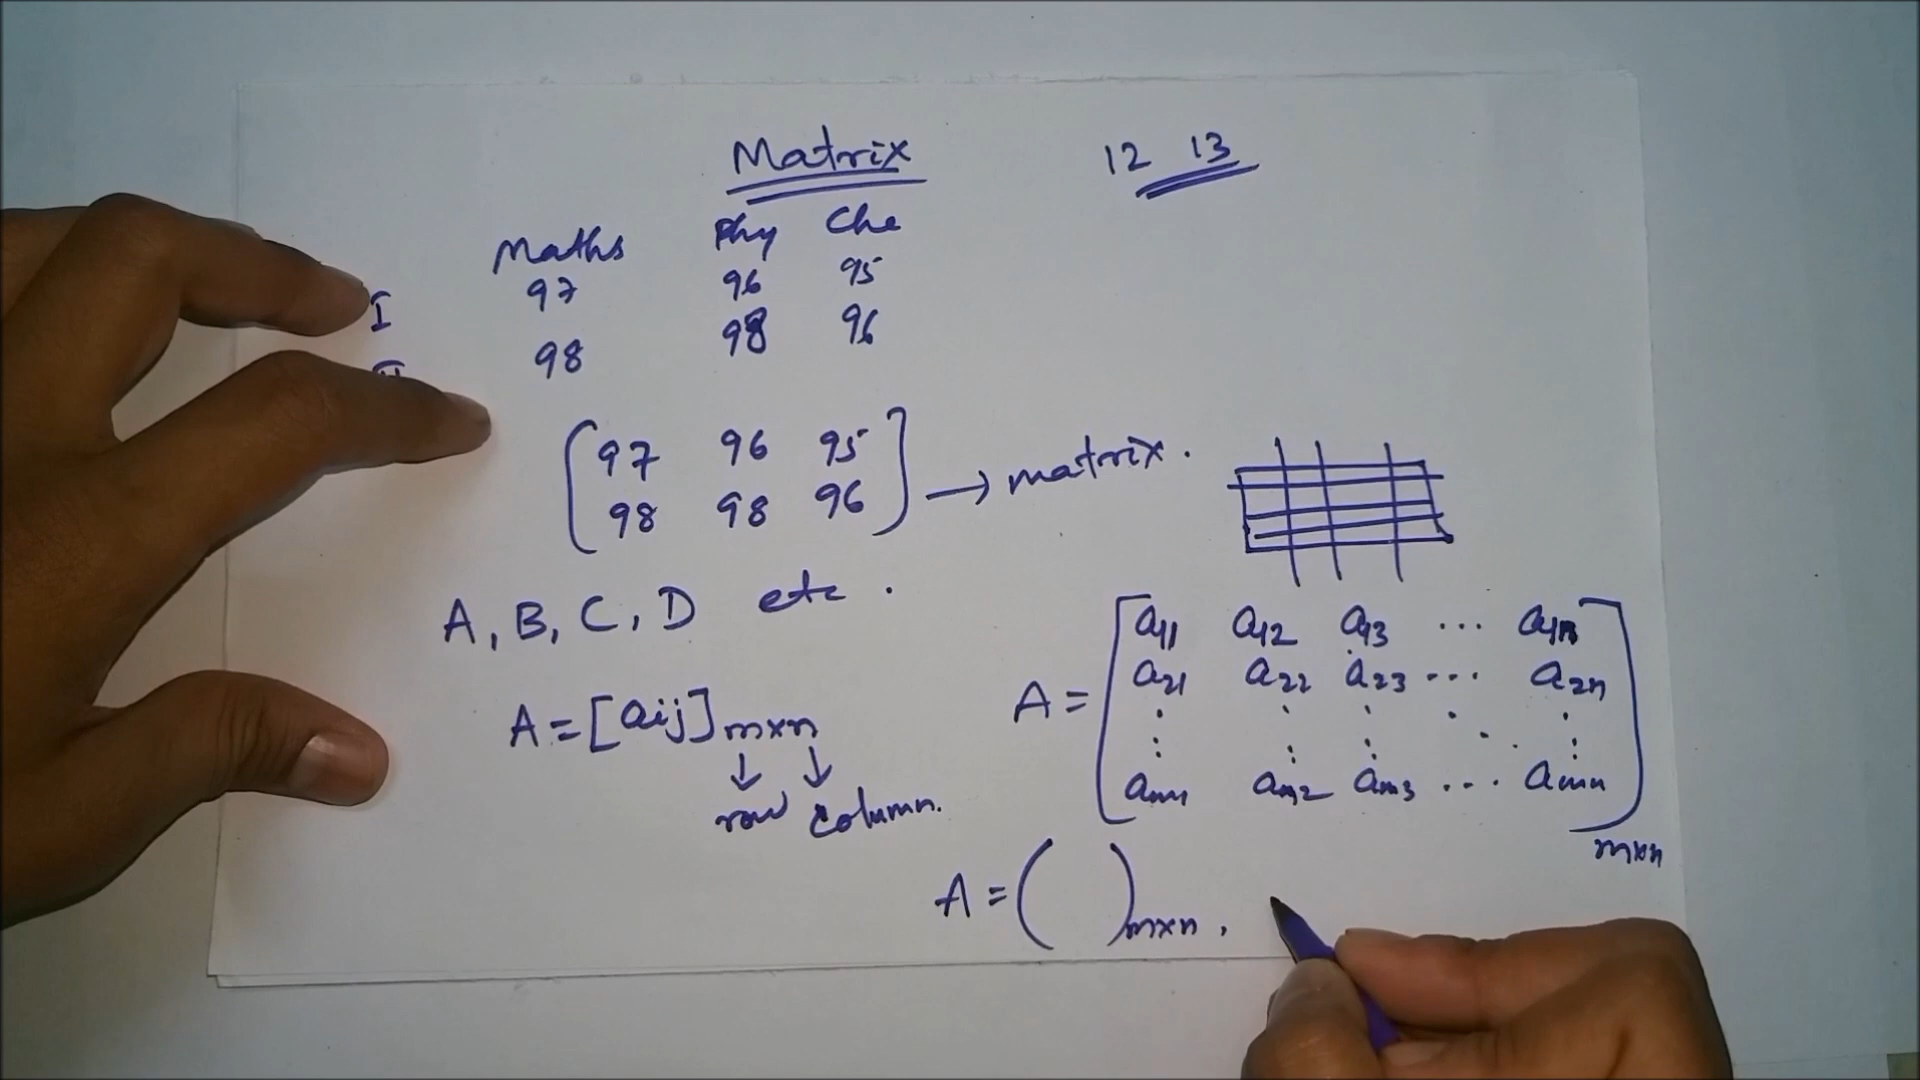 Matrix
12 13
Maths Phy Che
I 97 96 95
II 98 98 96
[97 96 95
98 98 96] → matrix.
A, B, C, D etc.
A = [aij]m×n
↓ ↓
row column.
A = [a11 a12 a13 ... a1n
a21 a22 a23 ... a2n
⋮ ⋮ ⋮ ⋱ ⋮
am1 am2 am3 ... amn]m×n
A = ( )m×n.